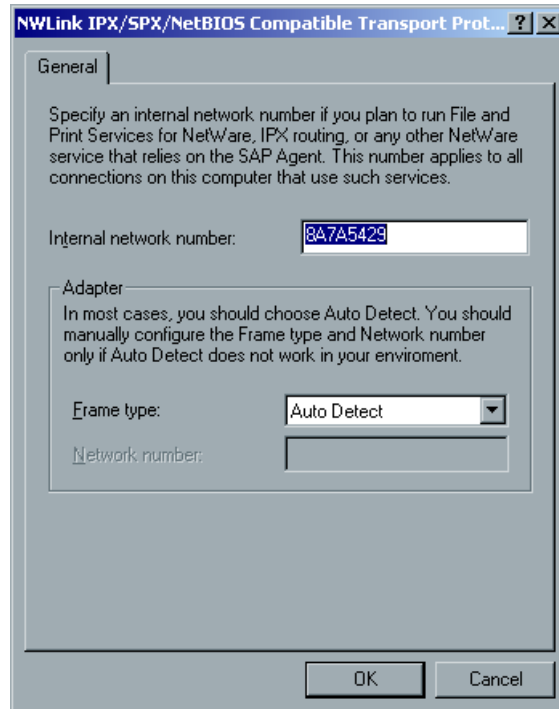 NWLink IPX/SPX/NetBIOS Compatible Transport Prot...
General
Specify an internal network number if you plan to run File and
Print Services for NetWare, IPX routing, or any other NetWare
service that relies on the SAP Agent. This number applies to all
connections on this computer that use such services.
Internal network number:
8A7A5429
Adapter
In most cases, you should choose Auto Detect. You should
manually configure the Frame type and Network number
only if Auto Detect does not work in your enviroment.
Frame type:
Auto Detect
Network number:
OK
Cancel